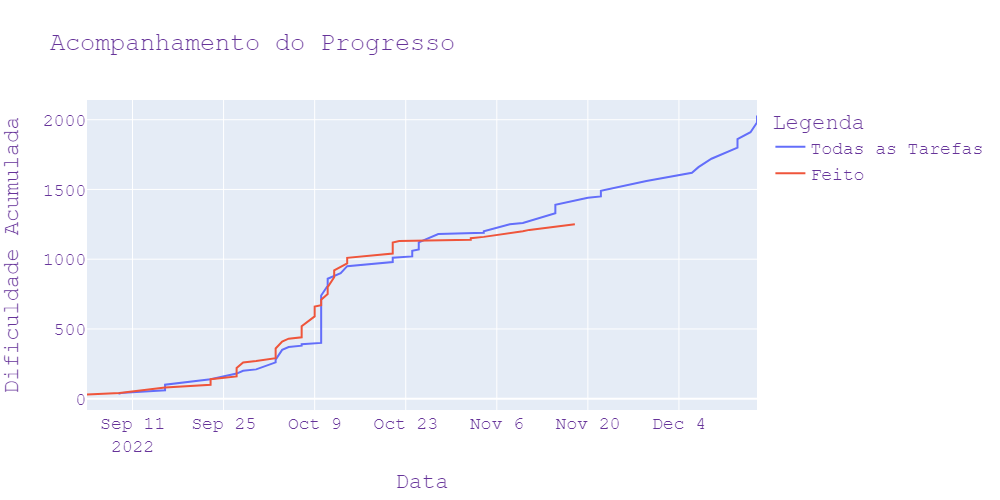 Acompanhamento do Progresso
Dificuldade Acumulada
2000
1500
1000
500
0
Sep 11
2022
Sep 25
Oct 9
Oct 23
Nov 6
Nov 20
Dec 4
Data
Legenda
Todas as Tarefas
Feito